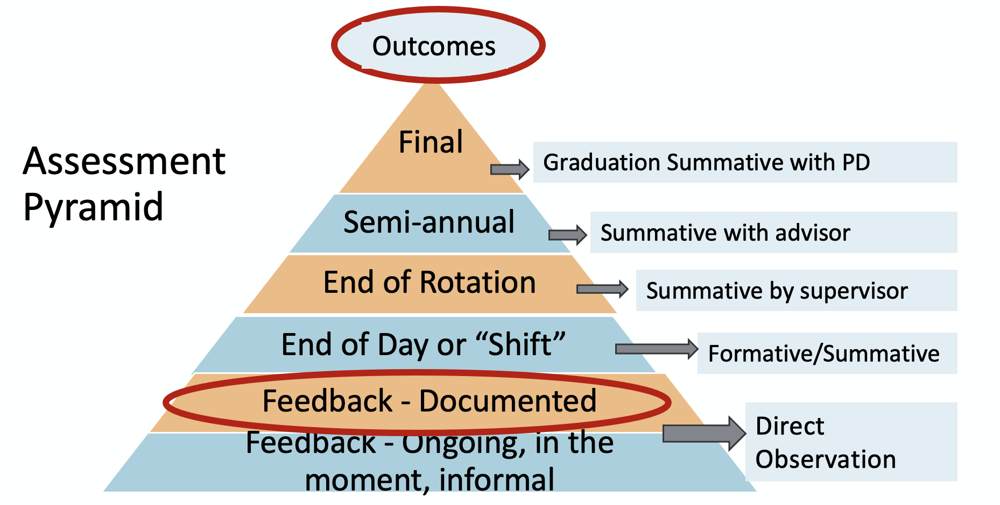 Outcomes
Assessment
Pyramid
Final
Graduation Summative with PD
Semi-annual
Summative with advisor
End of Rotation
Summative by supervisor
End of Day or “Shift”
Formative/Summative
Feedback - Documented
Feedback - Ongoing, in the
moment, informal
Direct
Observation